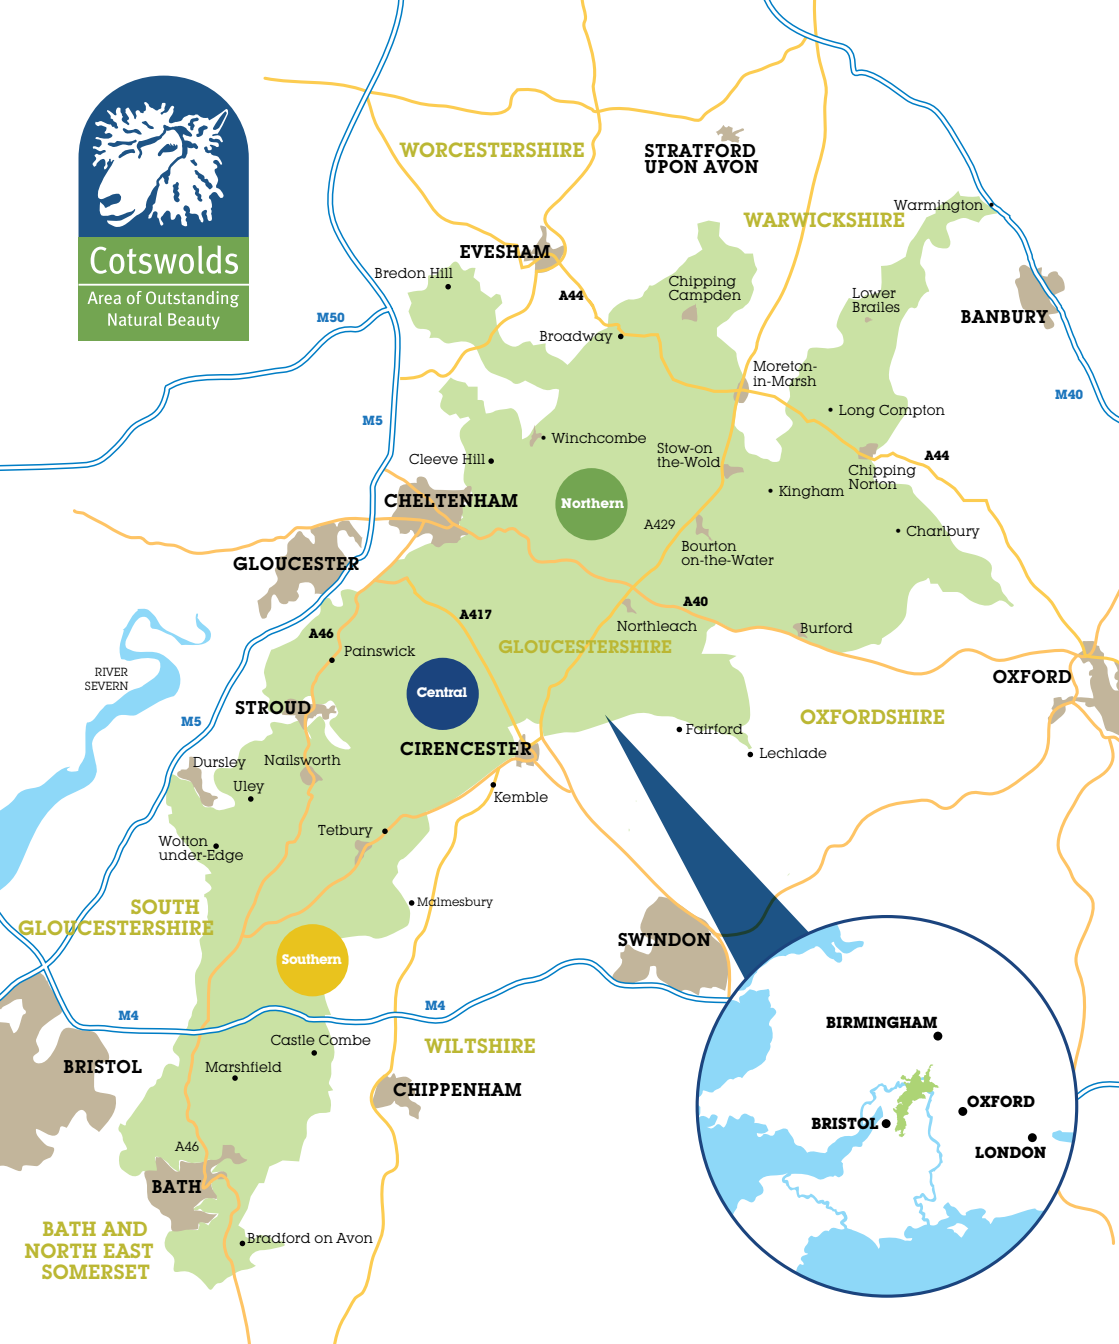 Cotswolds
Area of Outstanding
Natural Beauty
WORCESTERSHIRE
STRATFORD
UPON AVON
WARWICKSHIRE
Warmington
EVESHAM
Bredon Hill
A44
Chipping
Campden
Lower
Brailes
BANBURY
M50
Broadway
Moreton-
in-Marsh
M40
M5
Long Compton
Winchcombe
Stow-on
the-Wold
A44
Cleeve Hill
Chipping
Norton
Kingham
CHELTENHAM
Northern
A429
Charlbury
Bourton
on-the-Water
GLOUCESTER
A417
A40
A46
Northleach
Burford
GLOUCESTERSHIRE
Painswick
RIVER
SEVERN
OXFORD
Central
STROUD
M5
OXFORDSHIRE
Fairford
CIRENCESTER
Lechlade
Dursley
Nailsworth
Uley
Kemble
Tetbury
Wotton
under-Edge
Malmesbury
SOUTH
GLOUCESTERSHIRE
SWINDON
Southern
M4
M4
Castle Combe
WILTSHIRE
BRISTOL
Marshfield
CHIPPENHAM
A46
BATH
BATH AND
NORTH EAST
SOMERSET
Bradford on Avon
BIRMINGHAM
OXFORD
BRISTOL
LONDON